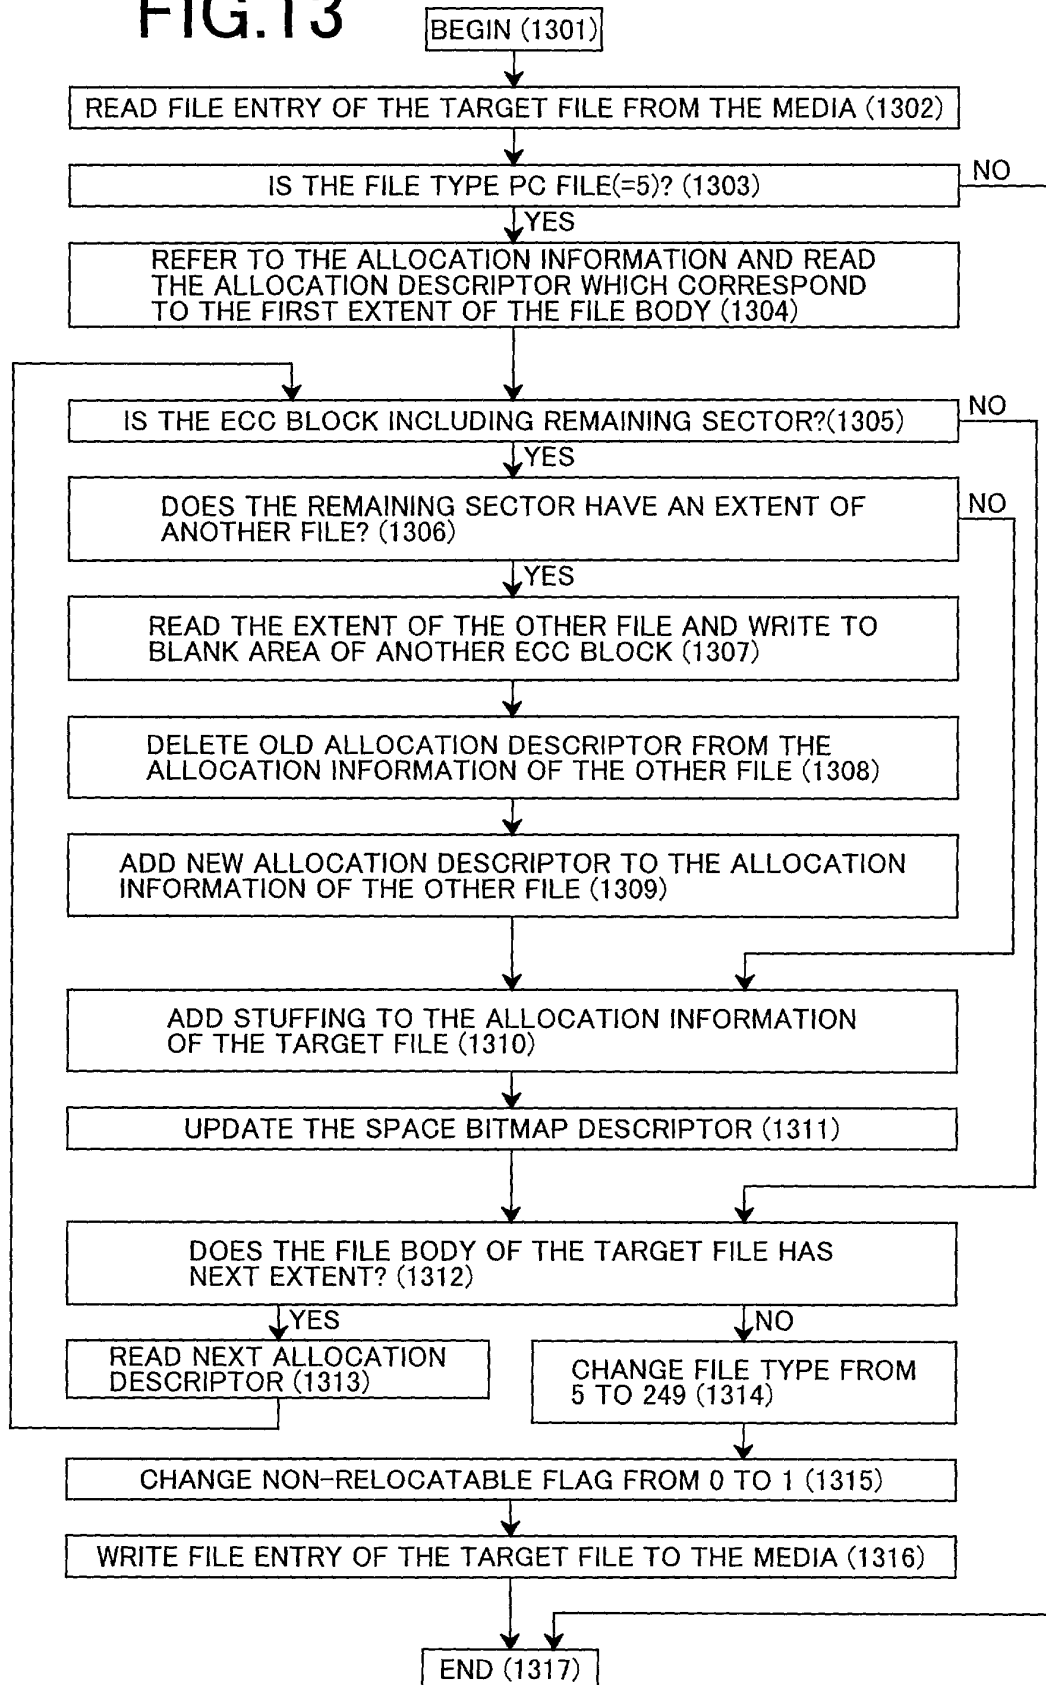 FIG.13
BEGIN (1301)
READ FILE ENTRY OF THE TARGET FILE FROM THE MEDIA (1302)
IS THE FILE TYPE PC FILE(=5)? (1303)
NO
YES
REFER TO THE ALLOCATION INFORMATION AND READ
THE ALLOCATION DESCRIPTOR WHICH CORRESPOND
TO THE FIRST EXTENT OF THE FILE BODY (1304)
IS THE ECC BLOCK INCLUDING REMAINING SECTOR?(1305)
NO
YES
DOES THE REMAINING SECTOR HAVE AN EXTENT OF
ANOTHER FILE? (1306)
NO
YES
READ THE EXTENT OF THE OTHER FILE AND WRITE TO
BLANK AREA OF ANOTHER ECC BLOCK (1307)
DELETE OLD ALLOCATION DESCRIPTOR FROM THE
ALLOCATION INFORMATION OF THE OTHER FILE (1308)
ADD NEW ALLOCATION DESCRIPTOR TO THE ALLOCATION
INFORMATION OF THE OTHER FILE (1309)
ADD STUFFING TO THE ALLOCATION INFORMATION
OF THE TARGET FILE (1310)
UPDATE THE SPACE BITMAP DESCRIPTOR (1311)
DOES THE FILE BODY OF THE TARGET FILE HAS
NEXT EXTENT? (1312)
YES
NO
READ NEXT ALLOCATION
DESCRIPTOR (1313)
CHANGE FILE TYPE FROM
5 TO 249 (1314)
CHANGE NON-RELOCATABLE FLAG FROM 0 TO 1 (1315)
WRITE FILE ENTRY OF THE TARGET FILE TO THE MEDIA (1316)
END (1317)